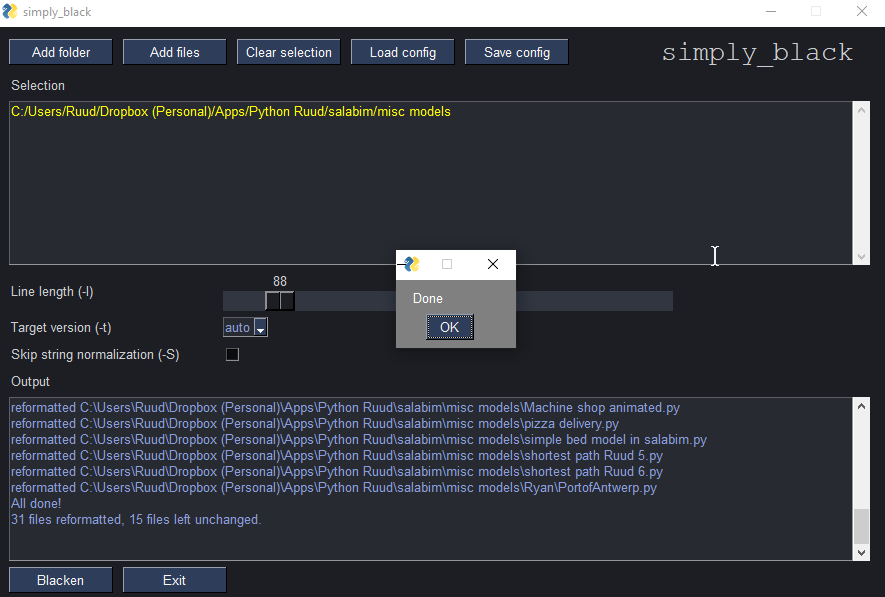 simply_black
Add folder Add files Clear selection Load config Save config simply_black
Selection
C:/Users/Ruud/Dropbox (Personal)/Apps/Python Ruud/salabim/misc models
88
Line length (-l)
Done
Target version (-t) auto OK
Skip string normalization (-S)
Output
reformatted C:\Users\Ruud\Dropbox (Personal)\Apps\Python Ruud\salabim\misc models\Machine shop animated.py
reformatted C:\Users\Ruud\Dropbox (Personal)\Apps\Python Ruud\salabim\misc models\pizza delivery.py
reformatted C:\Users\Ruud\Dropbox (Personal)\Apps\Python Ruud\salabim\misc models\simple bed model in salabim.py
reformatted C:\Users\Ruud\Dropbox (Personal)\Apps\Python Ruud\salabim\misc models\shortest path Ruud 5.py
reformatted C:\Users\Ruud\Dropbox (Personal)\Apps\Python Ruud\salabim\misc models\shortest path Ruud 6.py
reformatted C:\Users\Ruud\Dropbox (Personal)\Apps\Python Ruud\salabim\misc models\Ryan\PortofAntwerp.py
All done!
31 files reformatted, 15 files left unchanged.
Blacken Exit